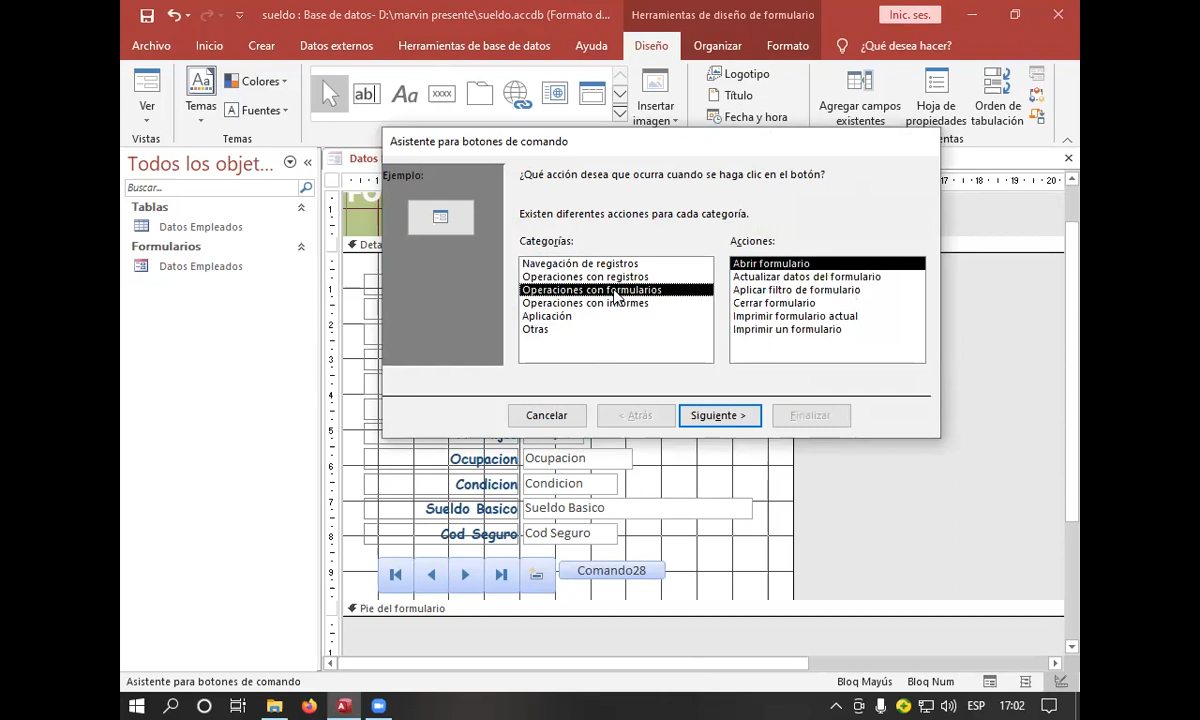 sueldo : Base de datos- D:\marvin presente\sueldo.accdb (Formato d...
Herramientas de diseño de formulario
Inic. ses.
Archivo Inicio Crear Datos externos Herramientas de base de datos Ayuda Diseño Organizar Formato ¿Qué desea hacer?
Ver
Vistas
Temas
Colores
Fuentes
Temas
ab|
Aa
xxxx
Insertar
imagen
Logotipo
Título
Fecha y hora
Agregar campos
existentes
Hoja de
propiedades
Orden de
tabulación
Todos los objet...
Buscar...
Tablas
Datos Empleados
Formularios
Datos Empleados
Datos
Asistente para botones de comando
Ejemplo:
¿Qué acción desea que ocurra cuando se haga clic en el botón?
Existen diferentes acciones para cada categoría.
Categorías:
Navegación de registros
Operaciones con registros
Operaciones con formularios
Operaciones con informes
Aplicación
Otras
Acciones:
Abrir formulario
Actualizar datos del formulario
Aplicar filtro de formulario
Cerrar formulario
Imprimir formulario actual
Imprimir un formulario
Cancelar
< Atrás
Siguiente >
Finalizar
Ocupacion Ocupacion
Condicion Condicion
Sueldo Basico Sueldo Basico
Cod Seguro Cod Seguro
Comando28
Pie del formulario
Asistente para botones de comando
Bloq Mayús Bloq Num
ESP 17:02